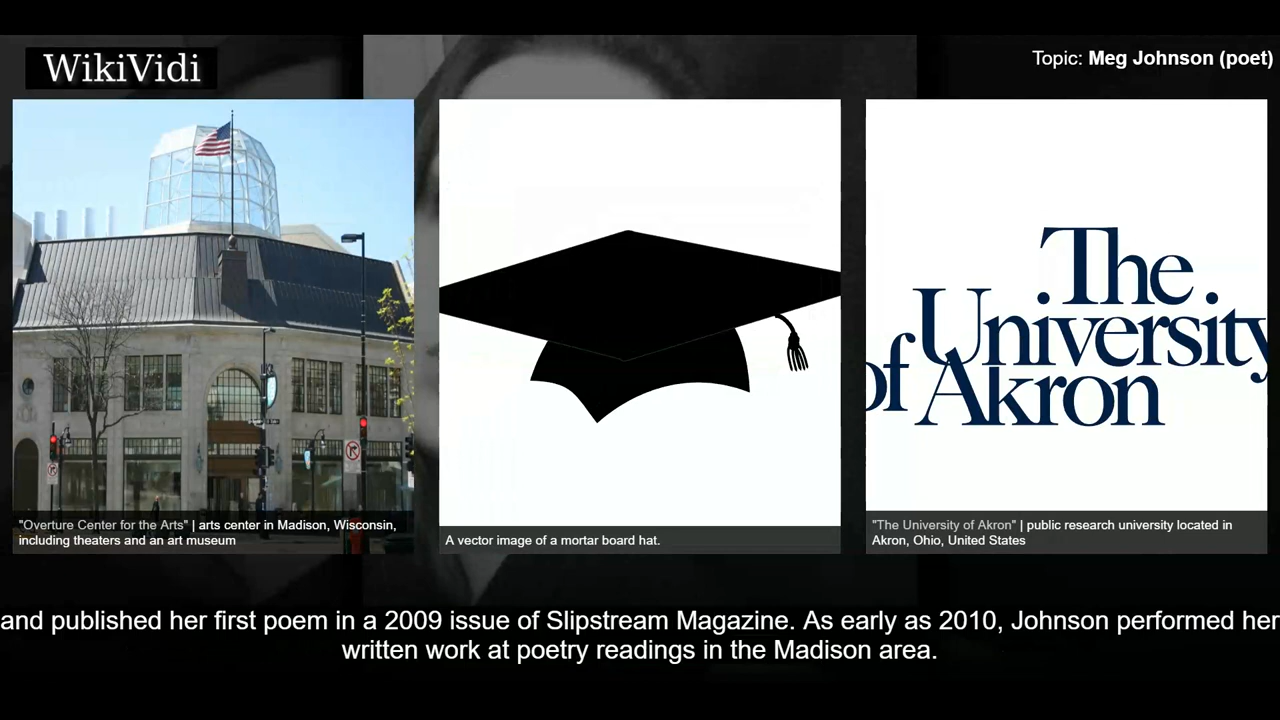 WikiVidi
Topic: Meg Johnson (poet)
"Overture Center for the Arts" | arts center in Madison, Wisconsin,
including theaters and an art museum
A vector image of a mortar board hat.
The
University
of Akron
"The University of Akron" | public research university located in
Akron, Ohio, United States
and published her first poem in a 2009 issue of Slipstream Magazine. As early as 2010, Johnson performed her
written work at poetry readings in the Madison area.